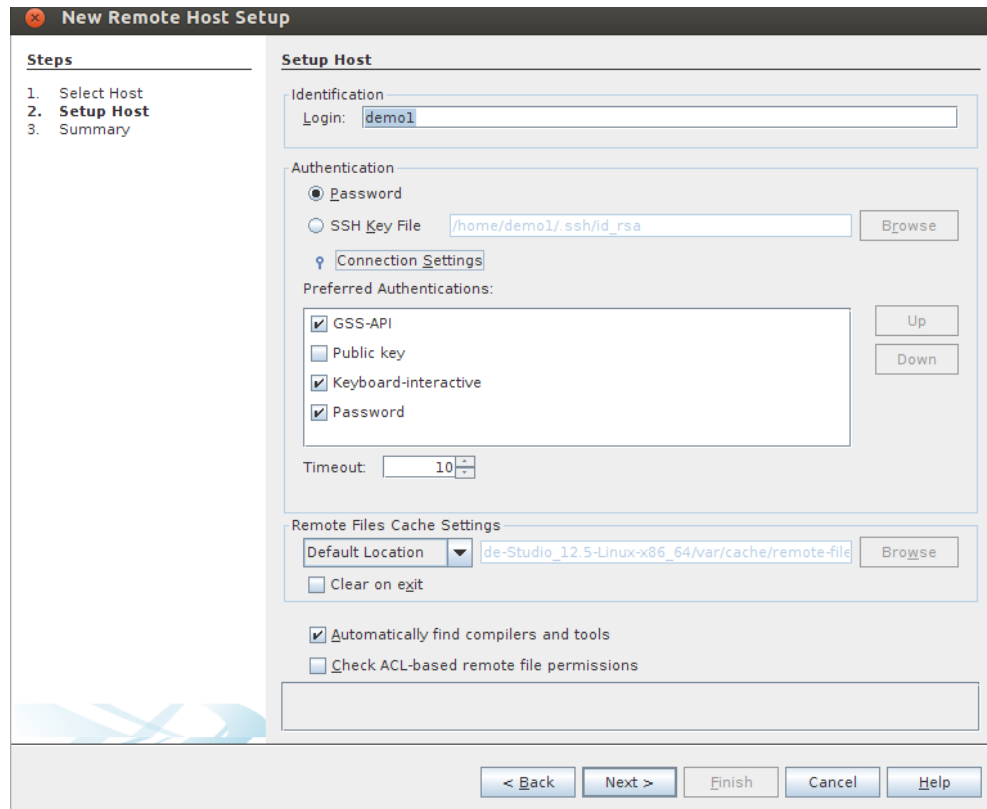 New Remote Host Setup
Steps
1. Select Host
2. Setup Host
3. Summary
Setup Host
Identification
Login: demo1
Authentication
Password
SSH Key File /home/demo1/.ssh/id_rsa Browse
Connection Settings
Preferred Authentications:
GSS-API
Public key
Keyboard-interactive
Password
Up
Down
Timeout: 10
Remote Files Cache Settings
Default Location de-Studio_12.5-Linux-x86_64/var/cache/remote-file Browse
Clear on exit
Automatically find compilers and tools
Check ACL-based remote file permissions
< Back Next > Finish Cancel Help